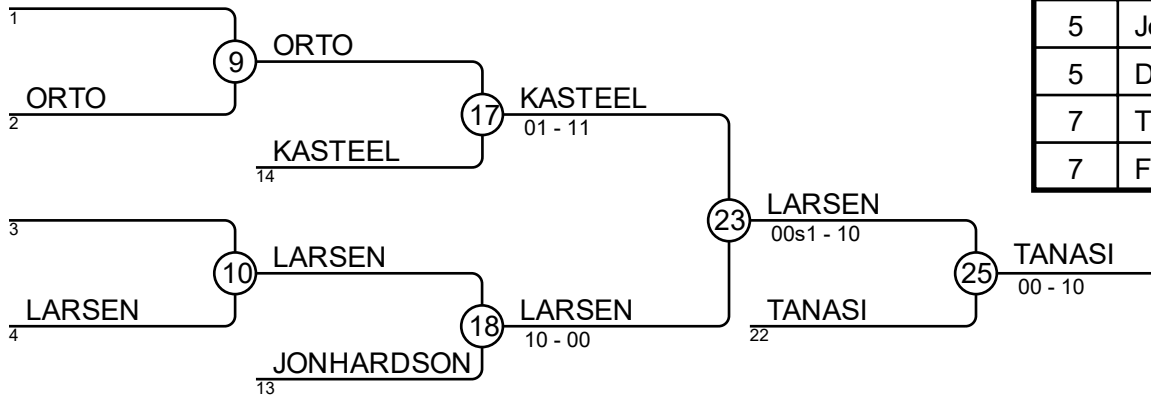 1
9
ORTO
ORTO
2
17
KASTEEL
01 - 11
KASTEEL
14
23
LARSEN
00s1 - 10
3
10
LARSEN
LARSEN
4
18
LARSEN
10 - 00
JONHARDSON
13
25
TANASI
00 - 10
TANASI
22
5
5 D
7 T
7 F